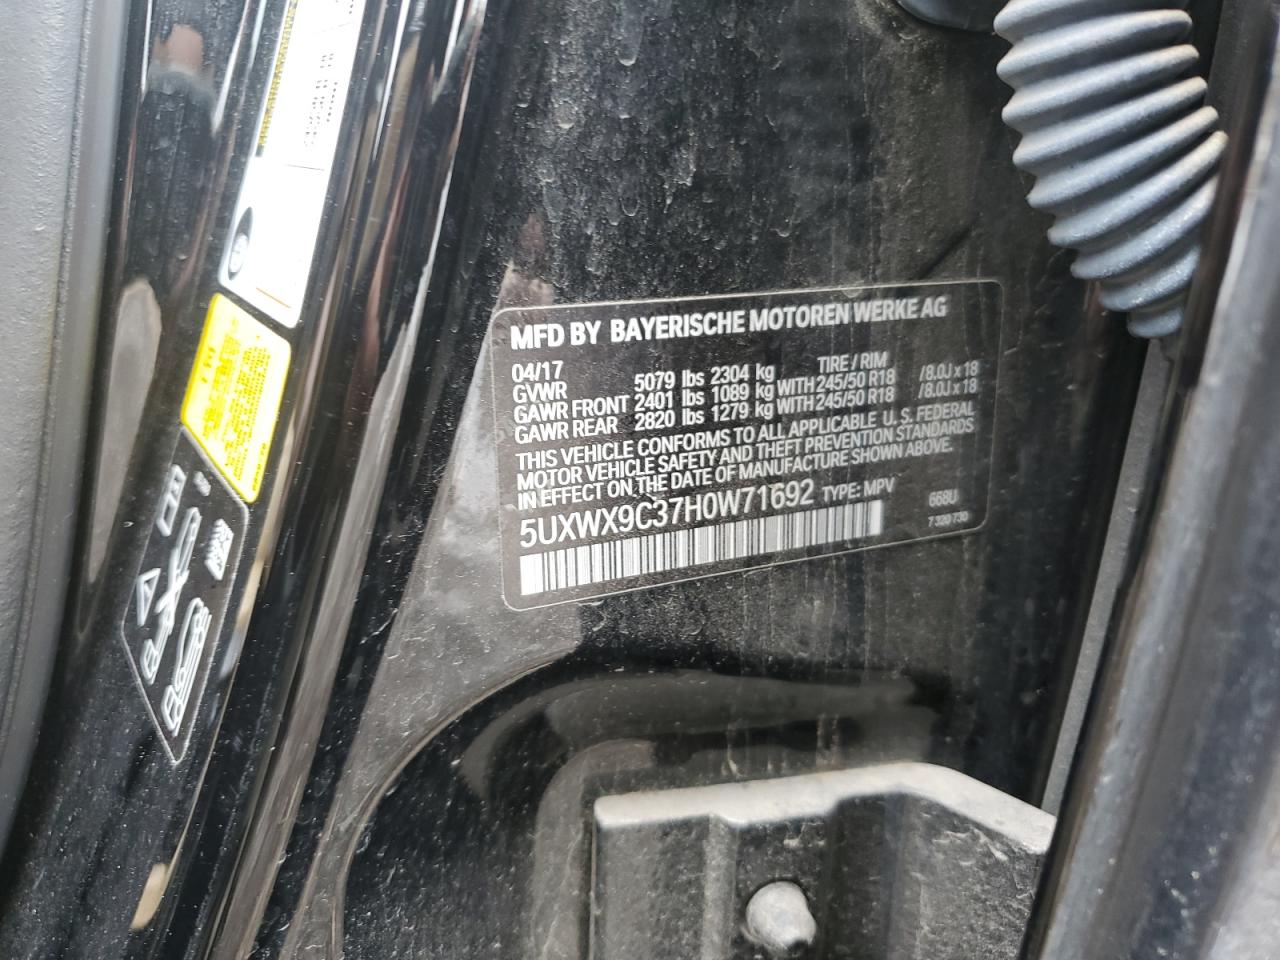 MFD BY BAYERISCHE MOTOREN WERKE AG
04/17 TIRE / RIM
GVWR 5079 lbs 2304 kg
GAWR FRONT 2401 lbs 1089 kg WITH 245/50 R18 / 8.0J x 18
GAWR REAR 2820 lbs 1279 kg WITH 245/50 R18 / 8.0J x 18
THIS VEHICLE CONFORMS TO ALL APPLICABLE U. S. FEDERAL
MOTOR VEHICLE SAFETY AND THEFT PREVENTION STANDARDS
IN EFFECT ON THE DATE OF MANUFACTURE SHOWN ABOVE.
5UXWX9C37H0W71692 TYPE: MPV 668U
7 320 730